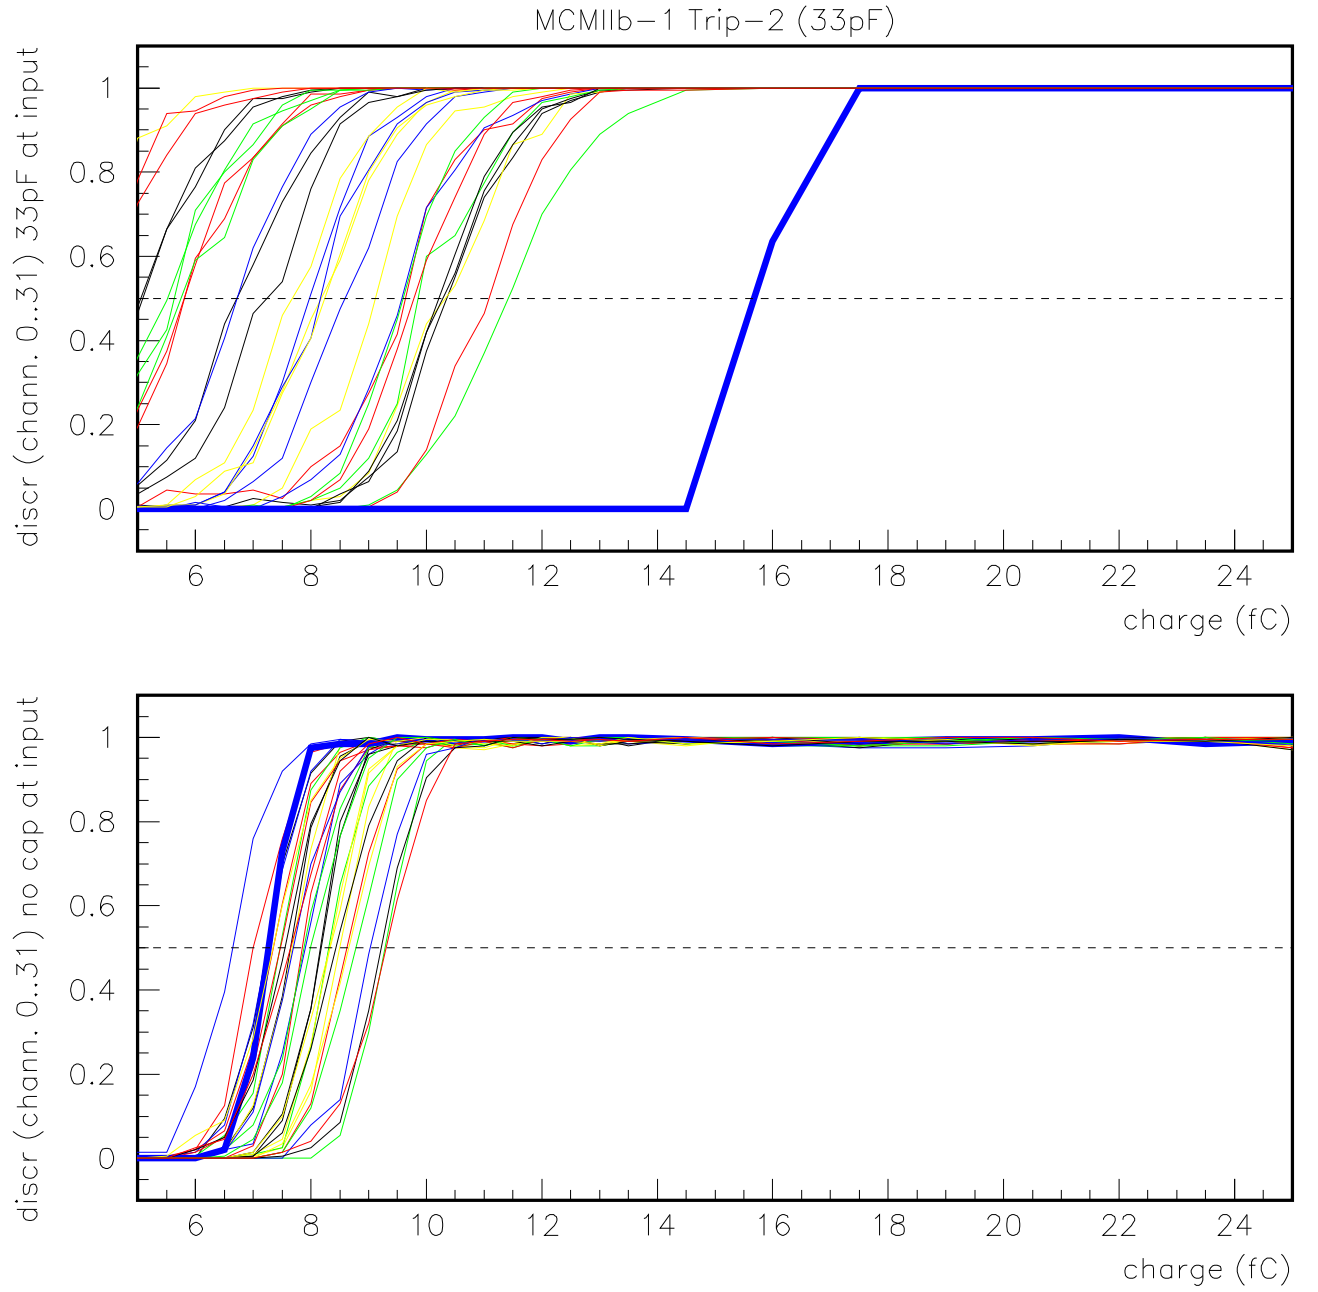 MCMIIb-1 Trip-2 (33pF)
discr (chann. 0..31) 33pF at input
1
0.8
0.6
0.4
0.2
0
6 8 10 12 14 16 18 20 22 24
charge (fC)
discr (chann. 0..31) no cap at input
1
0.8
0.6
0.4
0.2
0
6 8 10 12 14 16 18 20 22 24
charge (fC)